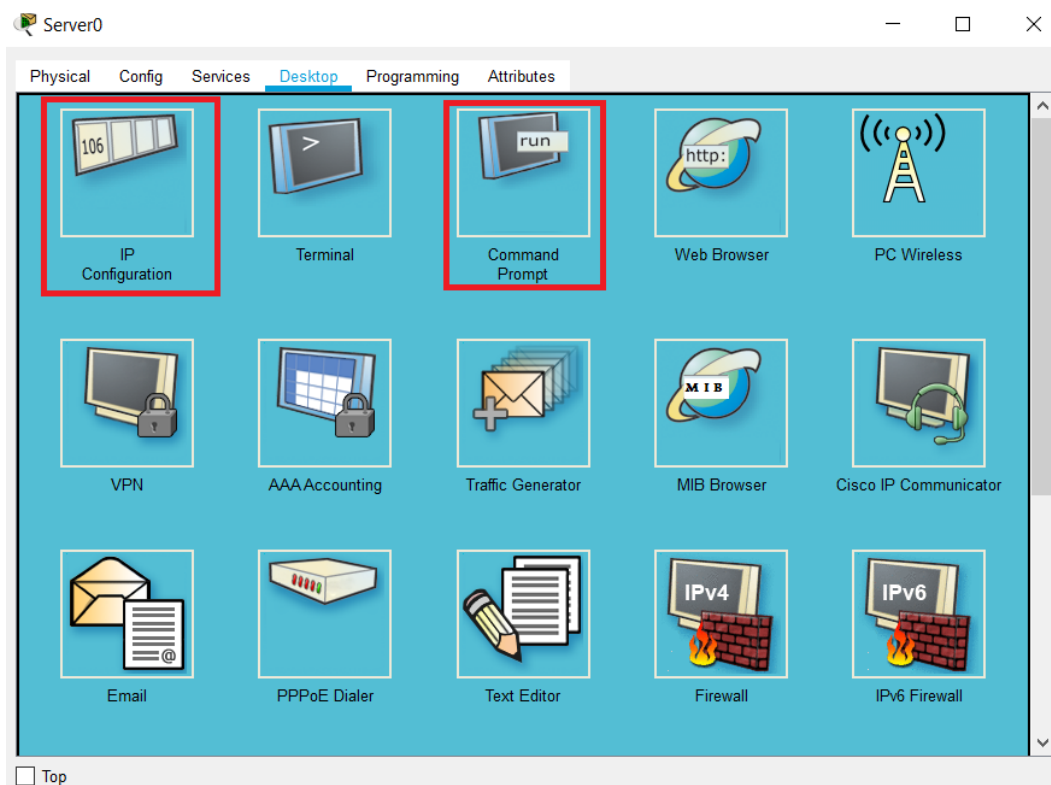 Server0
Physical Config Services Desktop Programming Attributes
106 > run http:
IP Configuration Terminal Command Prompt Web Browser PC Wireless
MIB
VPN AAA Accounting Traffic Generator MIB Browser Cisco IP Communicator
@ IPv4 IPv6
Email PPPoE Dialer Text Editor Firewall IPv6 Firewall
Top